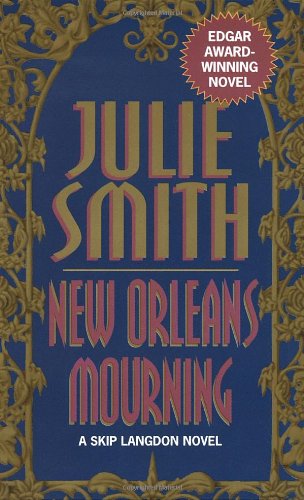 EDGAR
AWARD-
WINNING
NOVEL
JULIE
SMITH
NEW ORLEANS
MOURNING
A SKIP LANGDON NOVEL